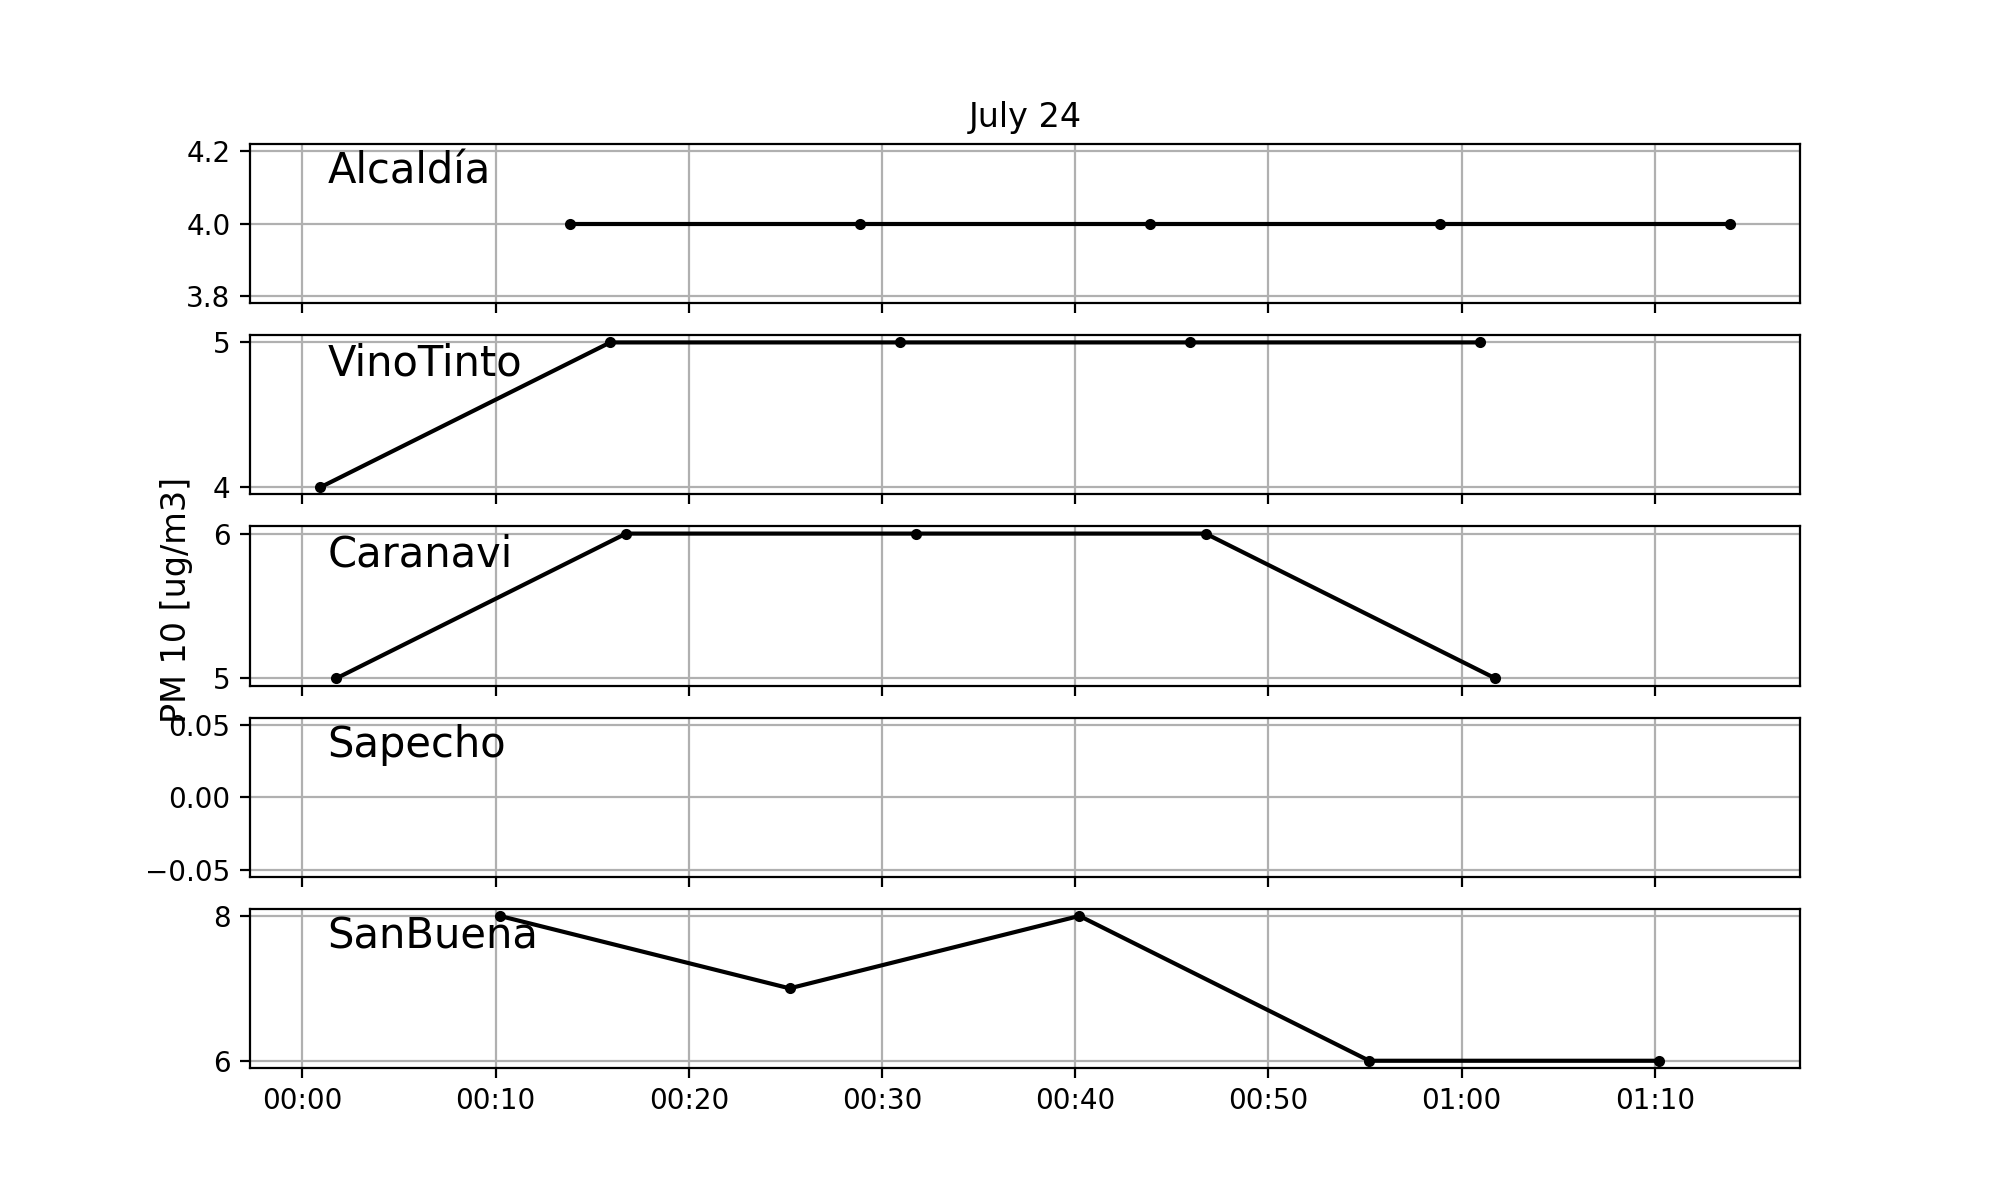 July 24
4.2
Alcaldía
4.0
3.8
5
VinoTinto
4
PM 10 [ug/m3]
6
Caranavi
5
0.05
Sapecho
0.00
−0.05
8
SanBuena
6
00:00 00:10 00:20 00:30 00:40 00:50 01:00 01:10